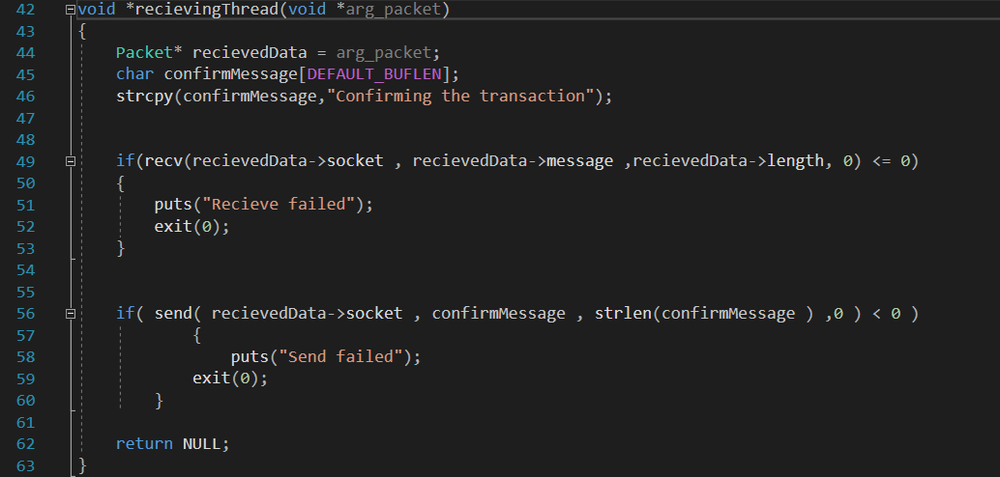 42 void *recievingThread(void *arg_packet)
43 {
44 Packet* recievedData = arg_packet;
45 char confirmMessage[DEFAULT_BUFLEN];
46 strcpy(confirmMessage,"Confirming the transaction");
47
48
49 if(recv(recievedData->socket , recievedData->message ,recievedData->length, 0) <= 0)
50 {
51 puts("Recieve failed");
52 exit(0);
53 }
54
55
56 if( send( recievedData->socket , confirmMessage , strlen(confirmMessage ) ,0 ) < 0 )
57 {
58 puts("Send failed");
59 exit(0);
60 }
61
62 return NULL;
63 }